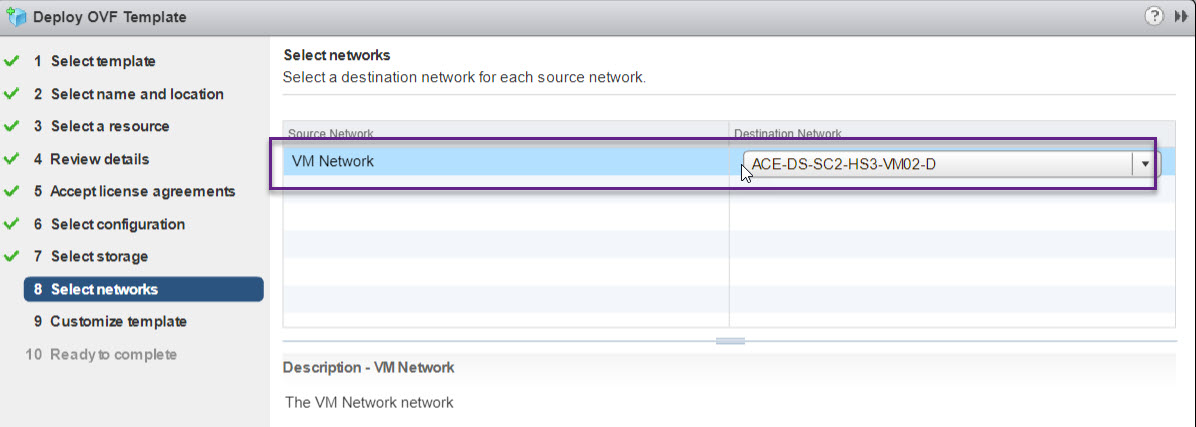 Deploy OVF Template
?
1 Select template
2 Select name and location
3 Select a resource
4 Review details
5 Accept license agreements
6 Select configuration
7 Select storage
8 Select networks
9 Customize template
10 Ready to complete
Select networks
Select a destination network for each source network.
Source Network Destination Network
VM Network ACE-DS-SC2-HS3-VM02-D
Description - VM Network
The VM Network network